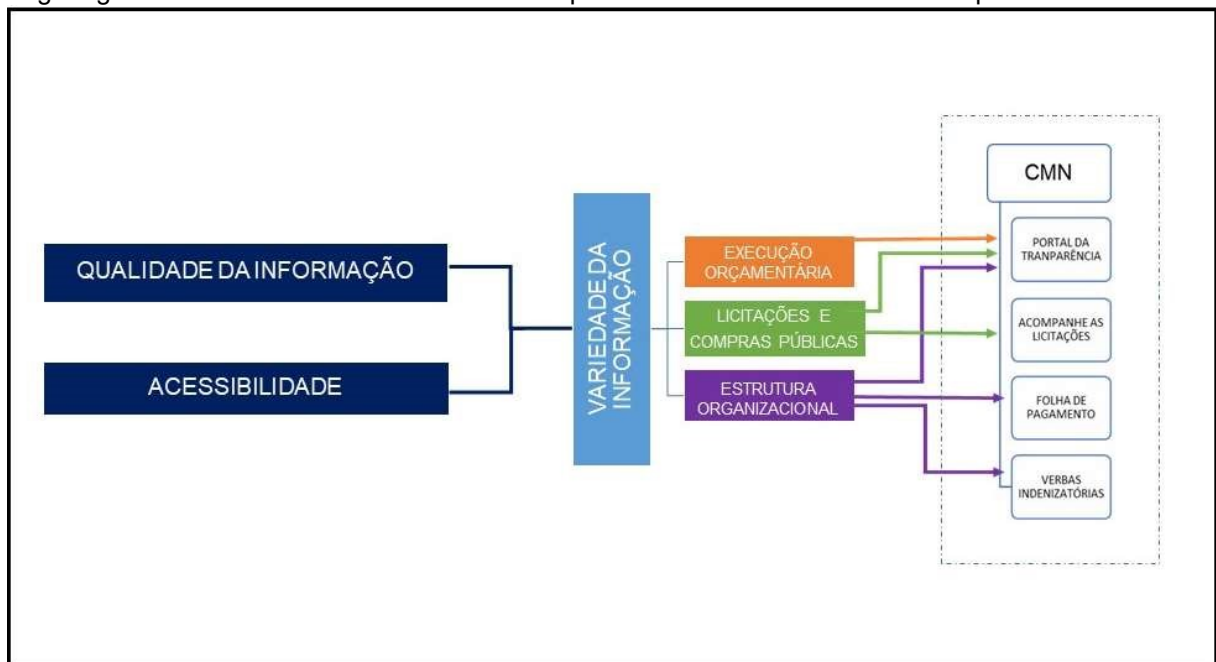 QUALIDADE DA INFORMAÇÃO
ACESSIBILIDADE
VARIEDADE DA
INFORMAÇÃO
EXECUÇÃO
ORÇAMENTÁRIA
LICITAÇÕES E
COMPRAS PÚBLICAS
ESTRUTURA
ORGANIZACIONAL
CMN
PORTAL DA
TRANPARÊNCIA
ACOMPANHE AS
LICITAÇÕES
FOLHA DE
PAGAMENTO
VERBAS
INDENIZATÓRIAS